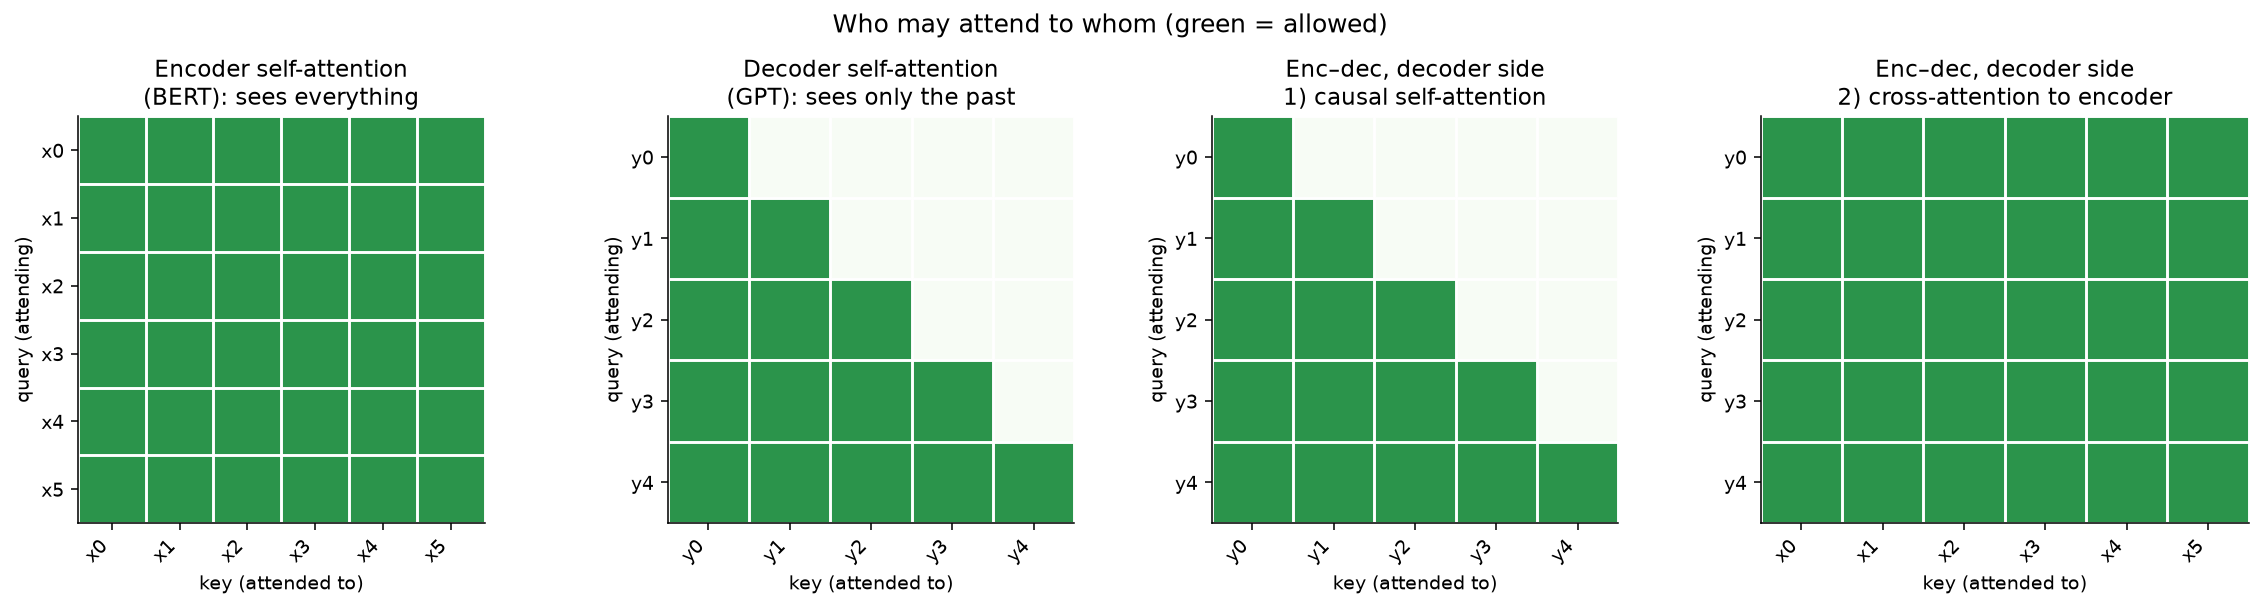 Who may attend to whom (green = allowed)
Encoder self-attention
(BERT): sees everything
query (attending)
x0
x1
x2
x3
x4
x5
x0
x1
x2
x3
x4
x5
key (attended to)
Decoder self-attention
(GPT): sees only the past
query (attending)
y0
y1
y2
y3
y4
y0
y1
y2
y3
y4
key (attended to)
Enc–dec, decoder side
1) causal self-attention
query (attending)
y0
y1
y2
y3
y4
y0
y1
y2
y3
y4
key (attended to)
Enc–dec, decoder side
2) cross-attention to encoder
query (attending)
y0
y1
y2
y3
y4
x0
x1
x2
x3
x4
x5
key (attended to)